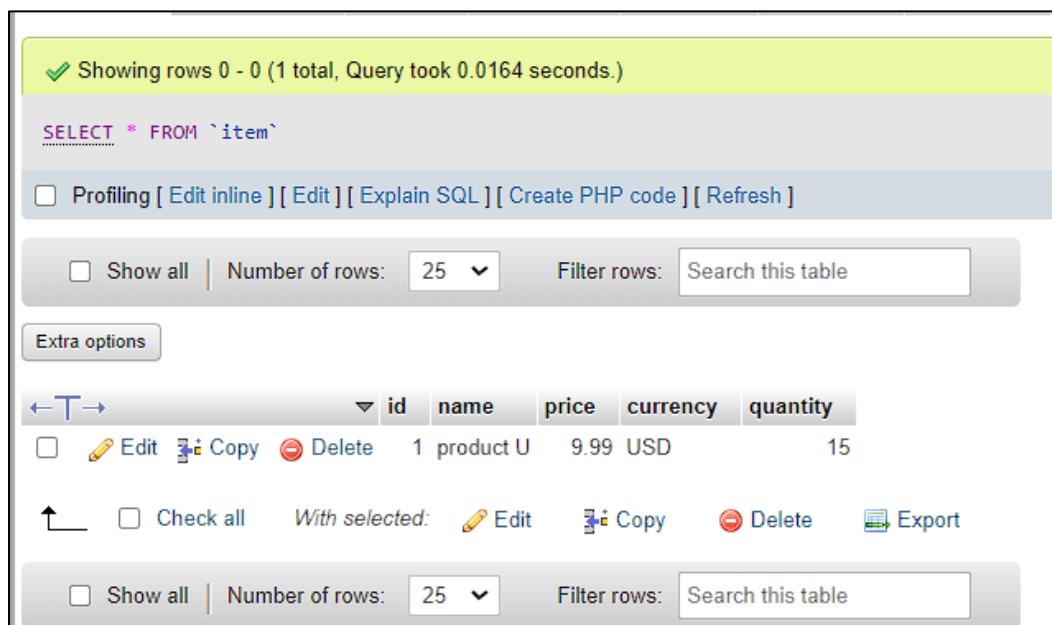 Showing rows 0 - 0 (1 total, Query took 0.0164 seconds.)
SELECT * FROM `item`
Profiling [ Edit inline ] [ Edit ] [ Explain SQL ] [ Create PHP code ] [ Refresh ]
Show all Number of rows: 25 Filter rows: Search this table
Extra options
id name price currency quantity
Edit Copy Delete 1 product U 9.99 USD 15
Check all With selected: Edit Copy Delete Export
Show all Number of rows: 25 Filter rows: Search this table